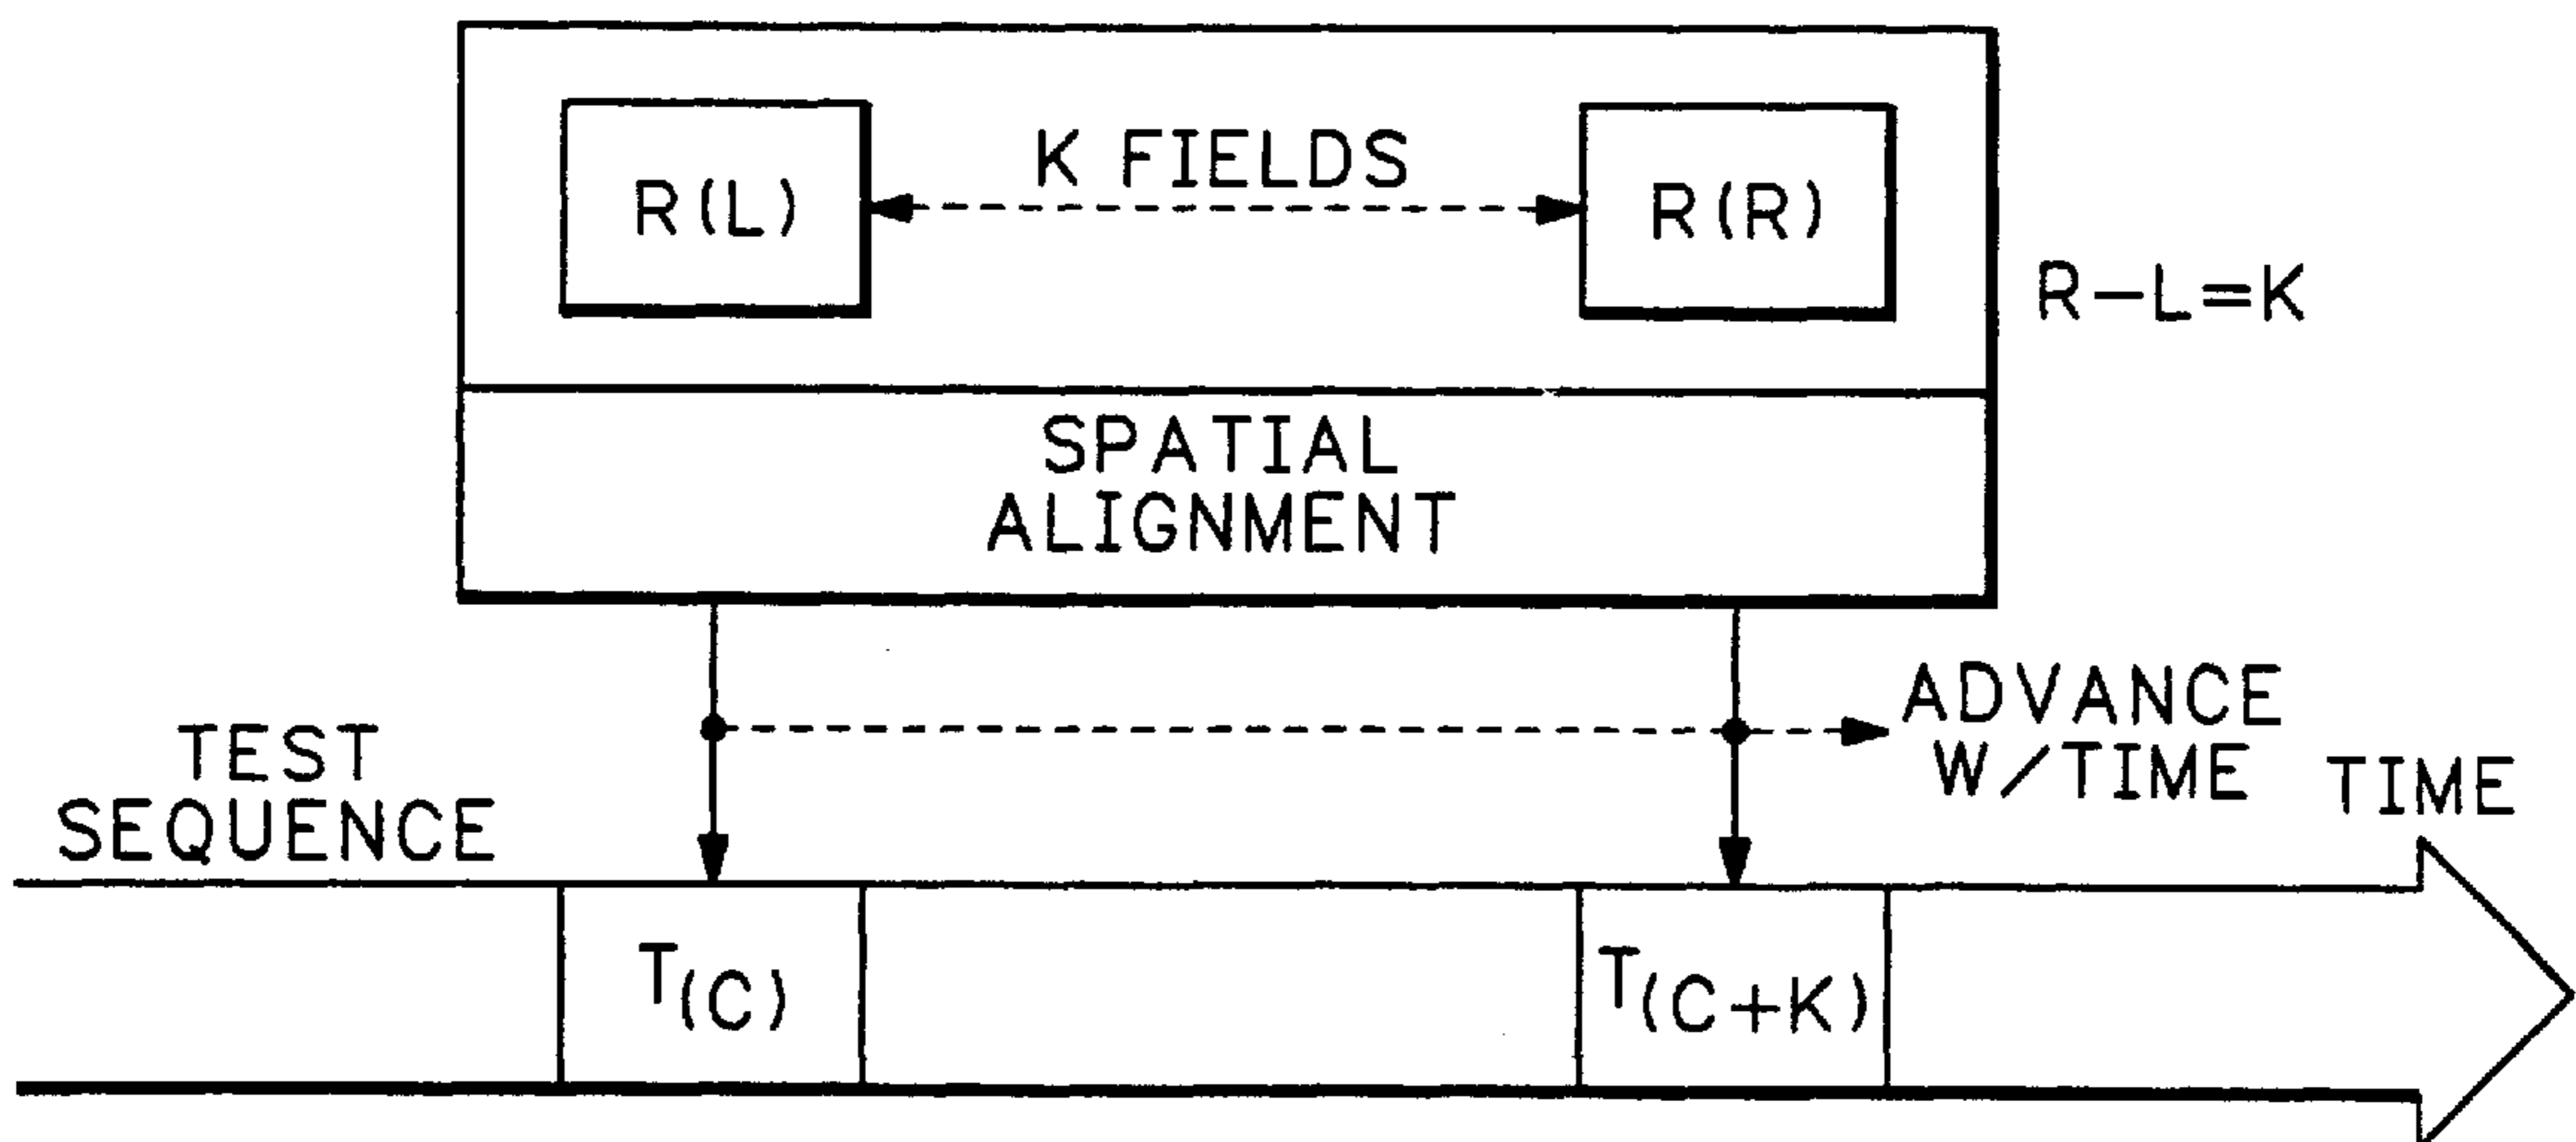 K FIELDS
R(L)
R(R)
R-L=K
SPATIAL
ALIGNMENT
ADVANCE
W/TIME
TEST
SEQUENCE
TIME
T(C)
T(C+K)